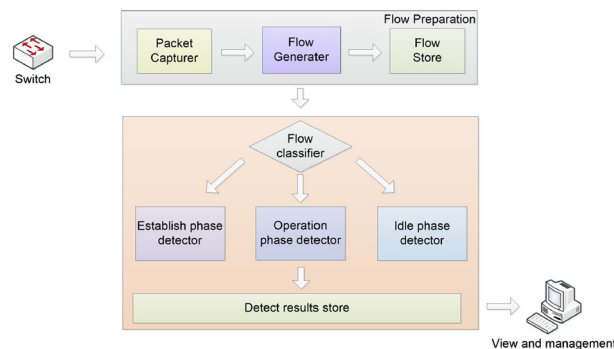 Flow Preparation
Packet
Capturer
Flow
Generater
Flow
Store
Switch
Flow
classifier
Establish phase
detector
Operation
phase detector
Idle phase
detector
Detect results store
View and management